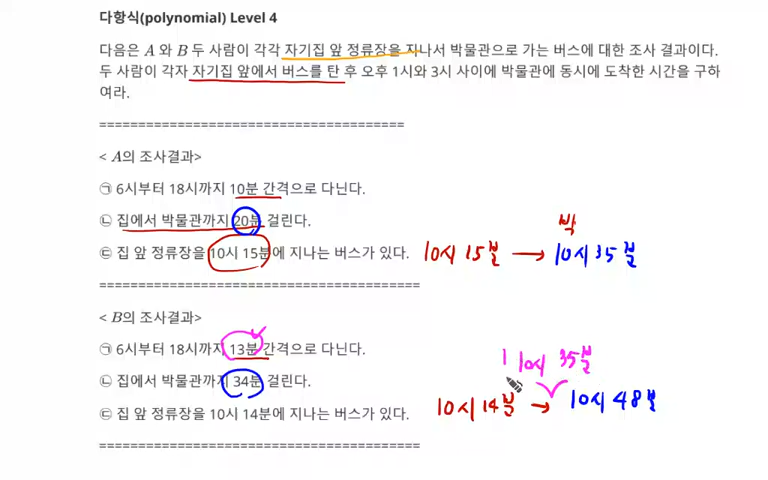 다항식(polynomial) Level 4
다음은 A 와 B 두 사람이 각각 자기집 앞 정류장을 지나서 박물관으로 가는 버스에 대한 조사 결과이다.
두 사람이 각자 자기집 앞에서 버스를 탄 후 오후 1시와 3시 사이에 박물관에 동시에 도착한 시간을 구하
여라.
=======================================
< A의 조사결과>
㉠ 6시부터 18시까지 10분 간격으로 다닌다.
㉡ 집에서 박물관까지 20분 걸린다.
박
㉢ 집 앞 정류장을 10시 15분에 지나는 버스가 있다. 10시 15분 → 10시 35분
=========================================
< B의 조사결과>
㉠ 6시부터 18시까지 13분 간격으로 다닌다.
1 10시 35분
㉡ 집에서 박물관까지 34분 걸린다.
㉢ 집 앞 정류장을 10시 14분에 지나는 버스가 있다. 10시 14분 → 10시 48분
=========================================